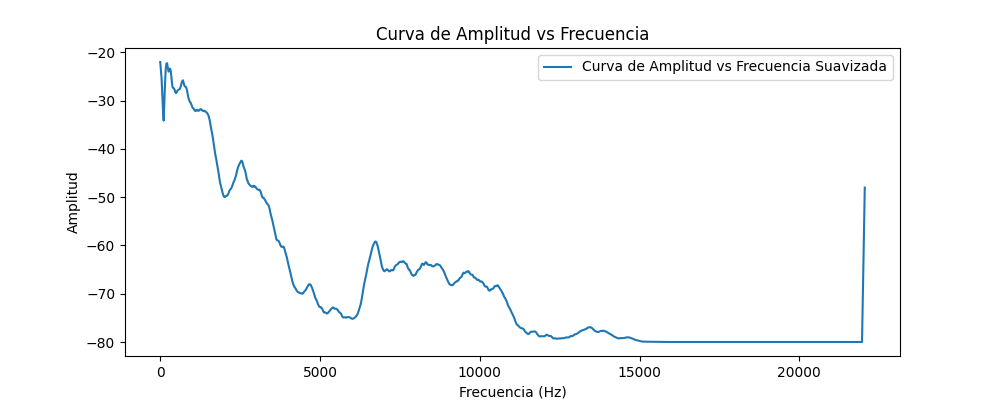 Curva de Amplitud vs Frecuencia
Curva de Amplitud vs Frecuencia Suavizada
Amplitud
−20
−30
−40
−50
−60
−70
−80
0 5000 10000 15000 20000
Frecuencia (Hz)